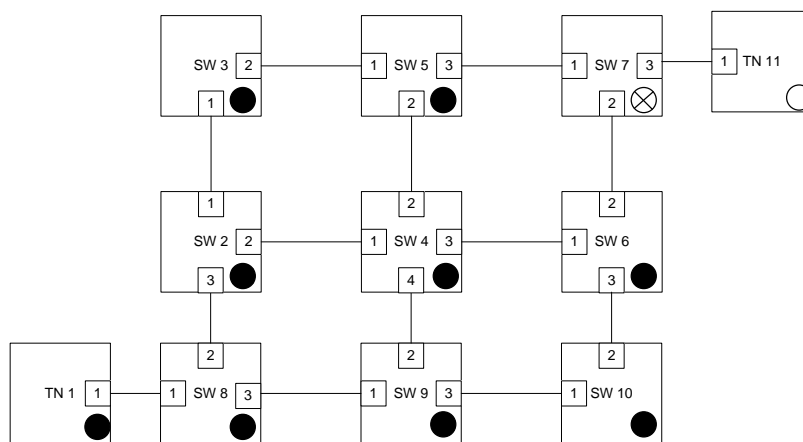 SW 3 2
1
1 SW 5 3
2
1 SW 7 3
2
1 TN 11
1
SW 2 2
3
2
1 SW 4 3
4
2
1 SW 6
3
TN 1 1
2
1 SW 8 3
2
1 SW 9 3
2
1 SW 10